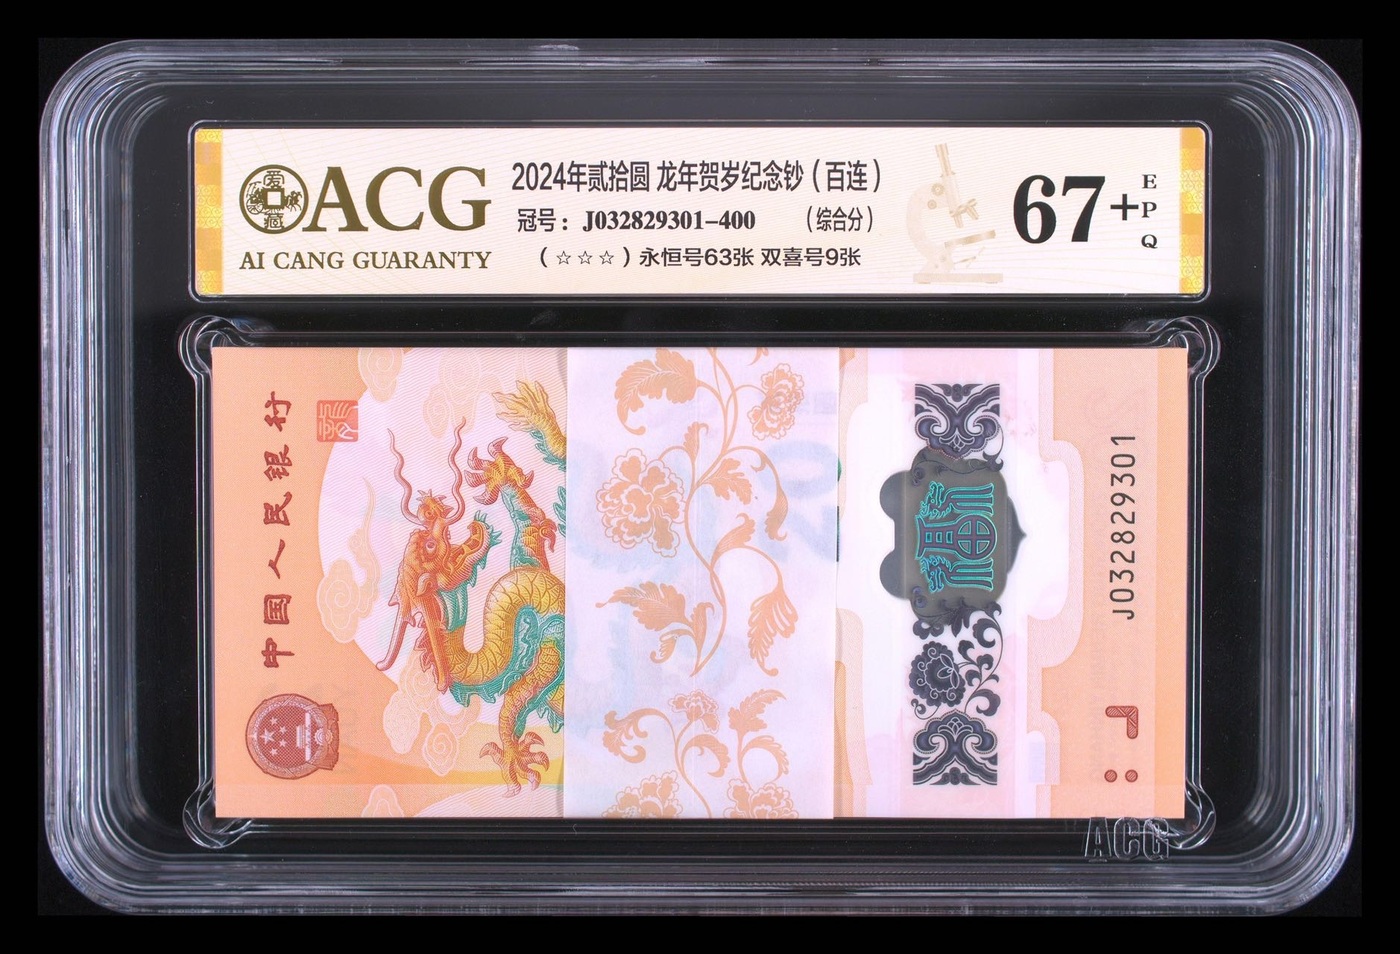 ACG
AI CANG GUARANTY
2024年贰拾圆 龙年贺岁纪念钞（百连）
冠号：J032829301-400 （综合分）
（☆☆☆）永恒号63张 双喜号9张
67+
EPQ
中国人民银行
J032829301
ACG